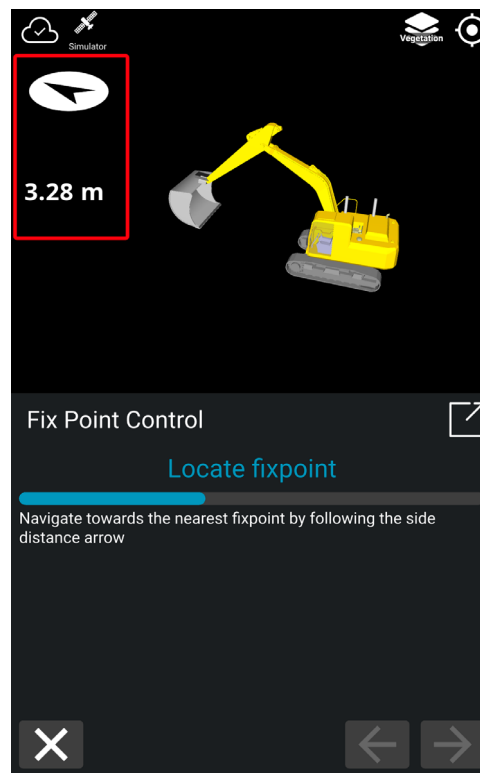 Simulator
Vegetation
3.28 m
Fix Point Control
Locate fixpoint
Navigate towards the nearest fixpoint by following the side
distance arrow